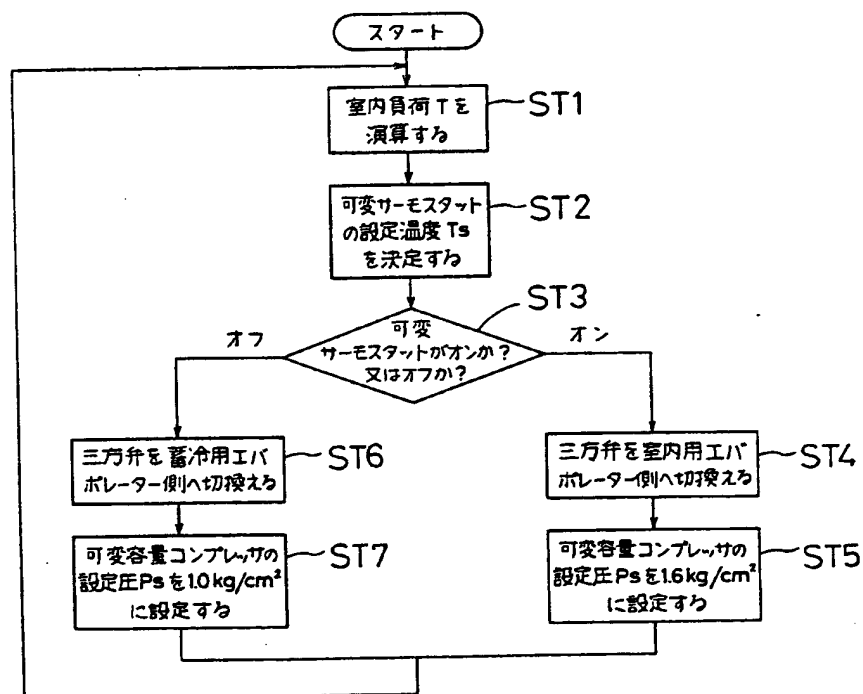 スタート
室内負荷Tを
演算する
ST1
可変サーモスタット
の設定温度Ts
を決定する
ST2
可変
サーモスタットがオンか?
又はオフか?
ST3
オフ
オン
三方弁を蓄冷用エバ
ポレーター側へ切換える
ST6
三方弁を室内用エバ
ポレーター側へ切換える
ST4
可変容量コンプレッサの
設定圧Psを1.0kg/cm²
に設定する
ST7
可変容量コンプレッサの
設定圧Psを1.6kg/cm²
に設定する
ST5